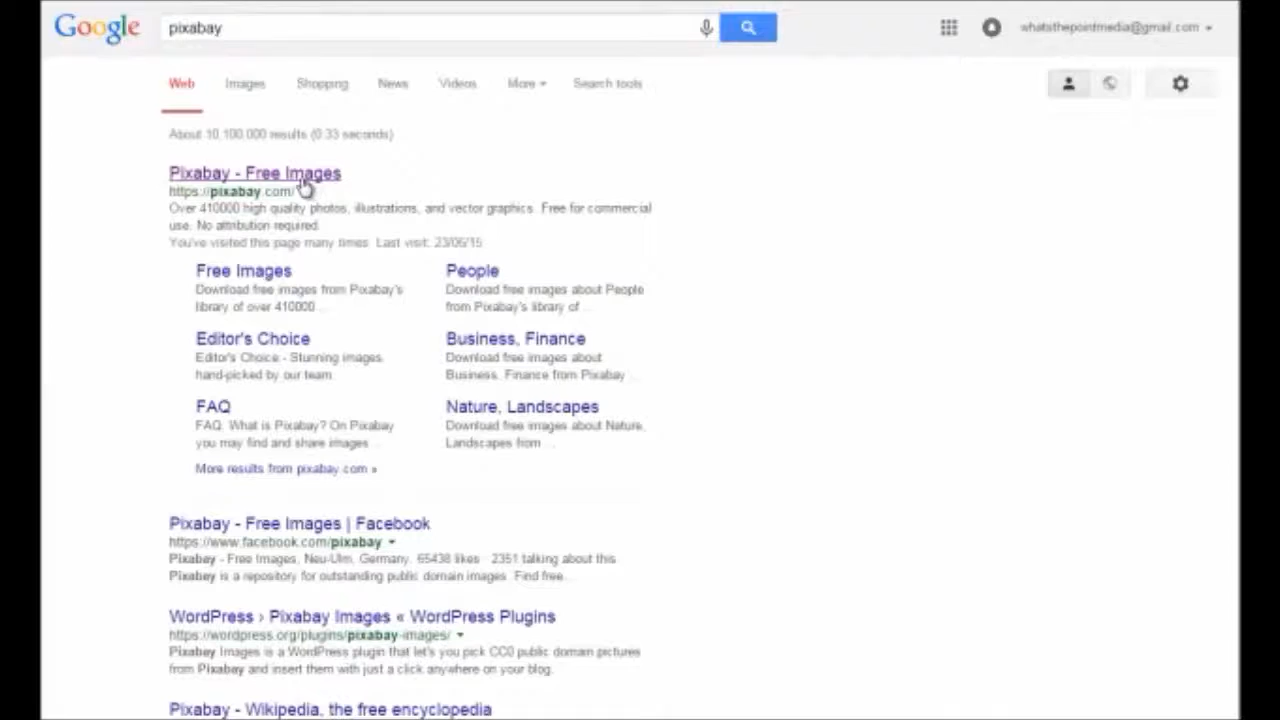 Google pixabay whatsthepointmedia@gmail.com
Web Images Shopping News Videos More Search tools
About 10,100,000 results (0.33 seconds)
Pixabay - Free Images
https://pixabay.com/
Over 410000 high quality photos, illustrations, and vector graphics. Free for commercial
use. No attribution required.
You've visited this page many times. Last visit: 23/06/15
Free Images
Download free images from Pixabay's
library of over 410000 ...
People
Download free images about People
from Pixabay's library of ...
Editor's Choice
Editor's Choice - Stunning images
hand-picked by our team
Business, Finance
Download free images about
Business, Finance from Pixabay ...
FAQ
FAQ. What is Pixabay? On Pixabay
you may find and share images ...
Nature, Landscapes
Download free images about Nature,
Landscapes from ...
More results from pixabay.com »
Pixabay - Free Images | Facebook
https://www.facebook.com/pixabay
Pixabay - Free Images, Neu-Ulm, Germany. 65438 likes · 2351 talking about this.
Pixabay is a repository for outstanding public domain images. Find free...
WordPress › Pixabay Images « WordPress Plugins
https://wordpress.org/plugins/pixabay-images/
Pixabay Images is a WordPress plugin that let's you pick CC0 public domain pictures
from Pixabay and insert them with just a click anywhere on your blog.
Pixabay - Wikipedia, the free encyclopedia